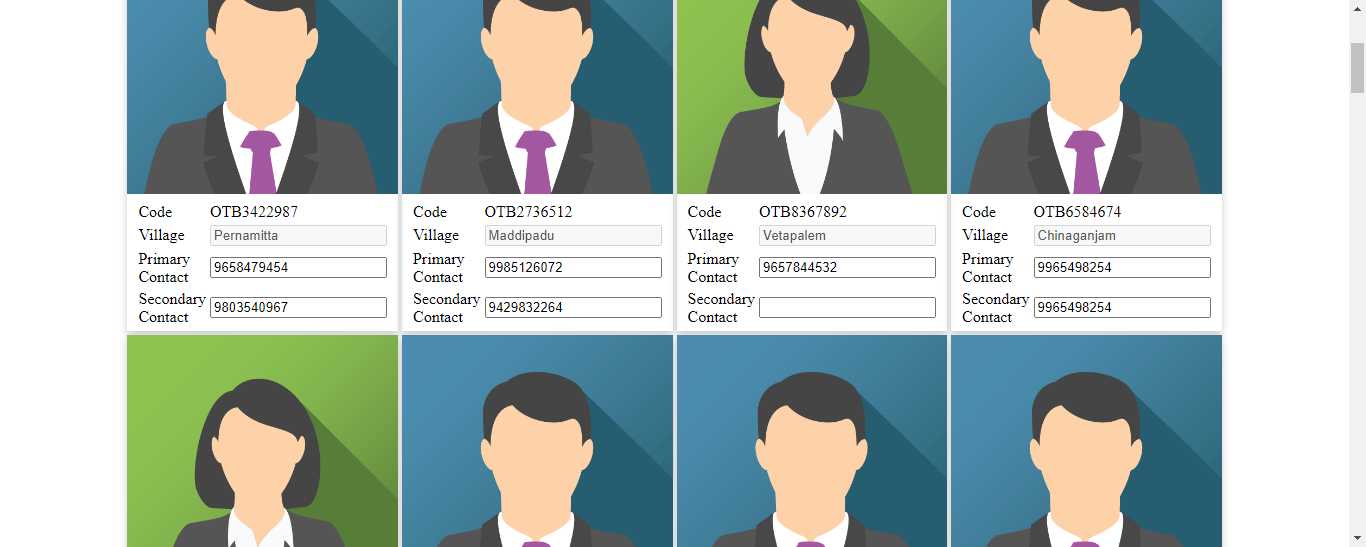 Code OTB3422987
Village Pernamitta
Primary Contact 9658479454
Secondary Contact 9803540967
Code OTB2736512
Village Maddipadu
Primary Contact 9985126072
Secondary Contact 9429832264
Code OTB8367892
Village Vetapalem
Primary Contact 9657844532
Secondary Contact
Code OTB6584674
Village Chinaganjam
Primary Contact 9965498254
Secondary Contact 9965498254